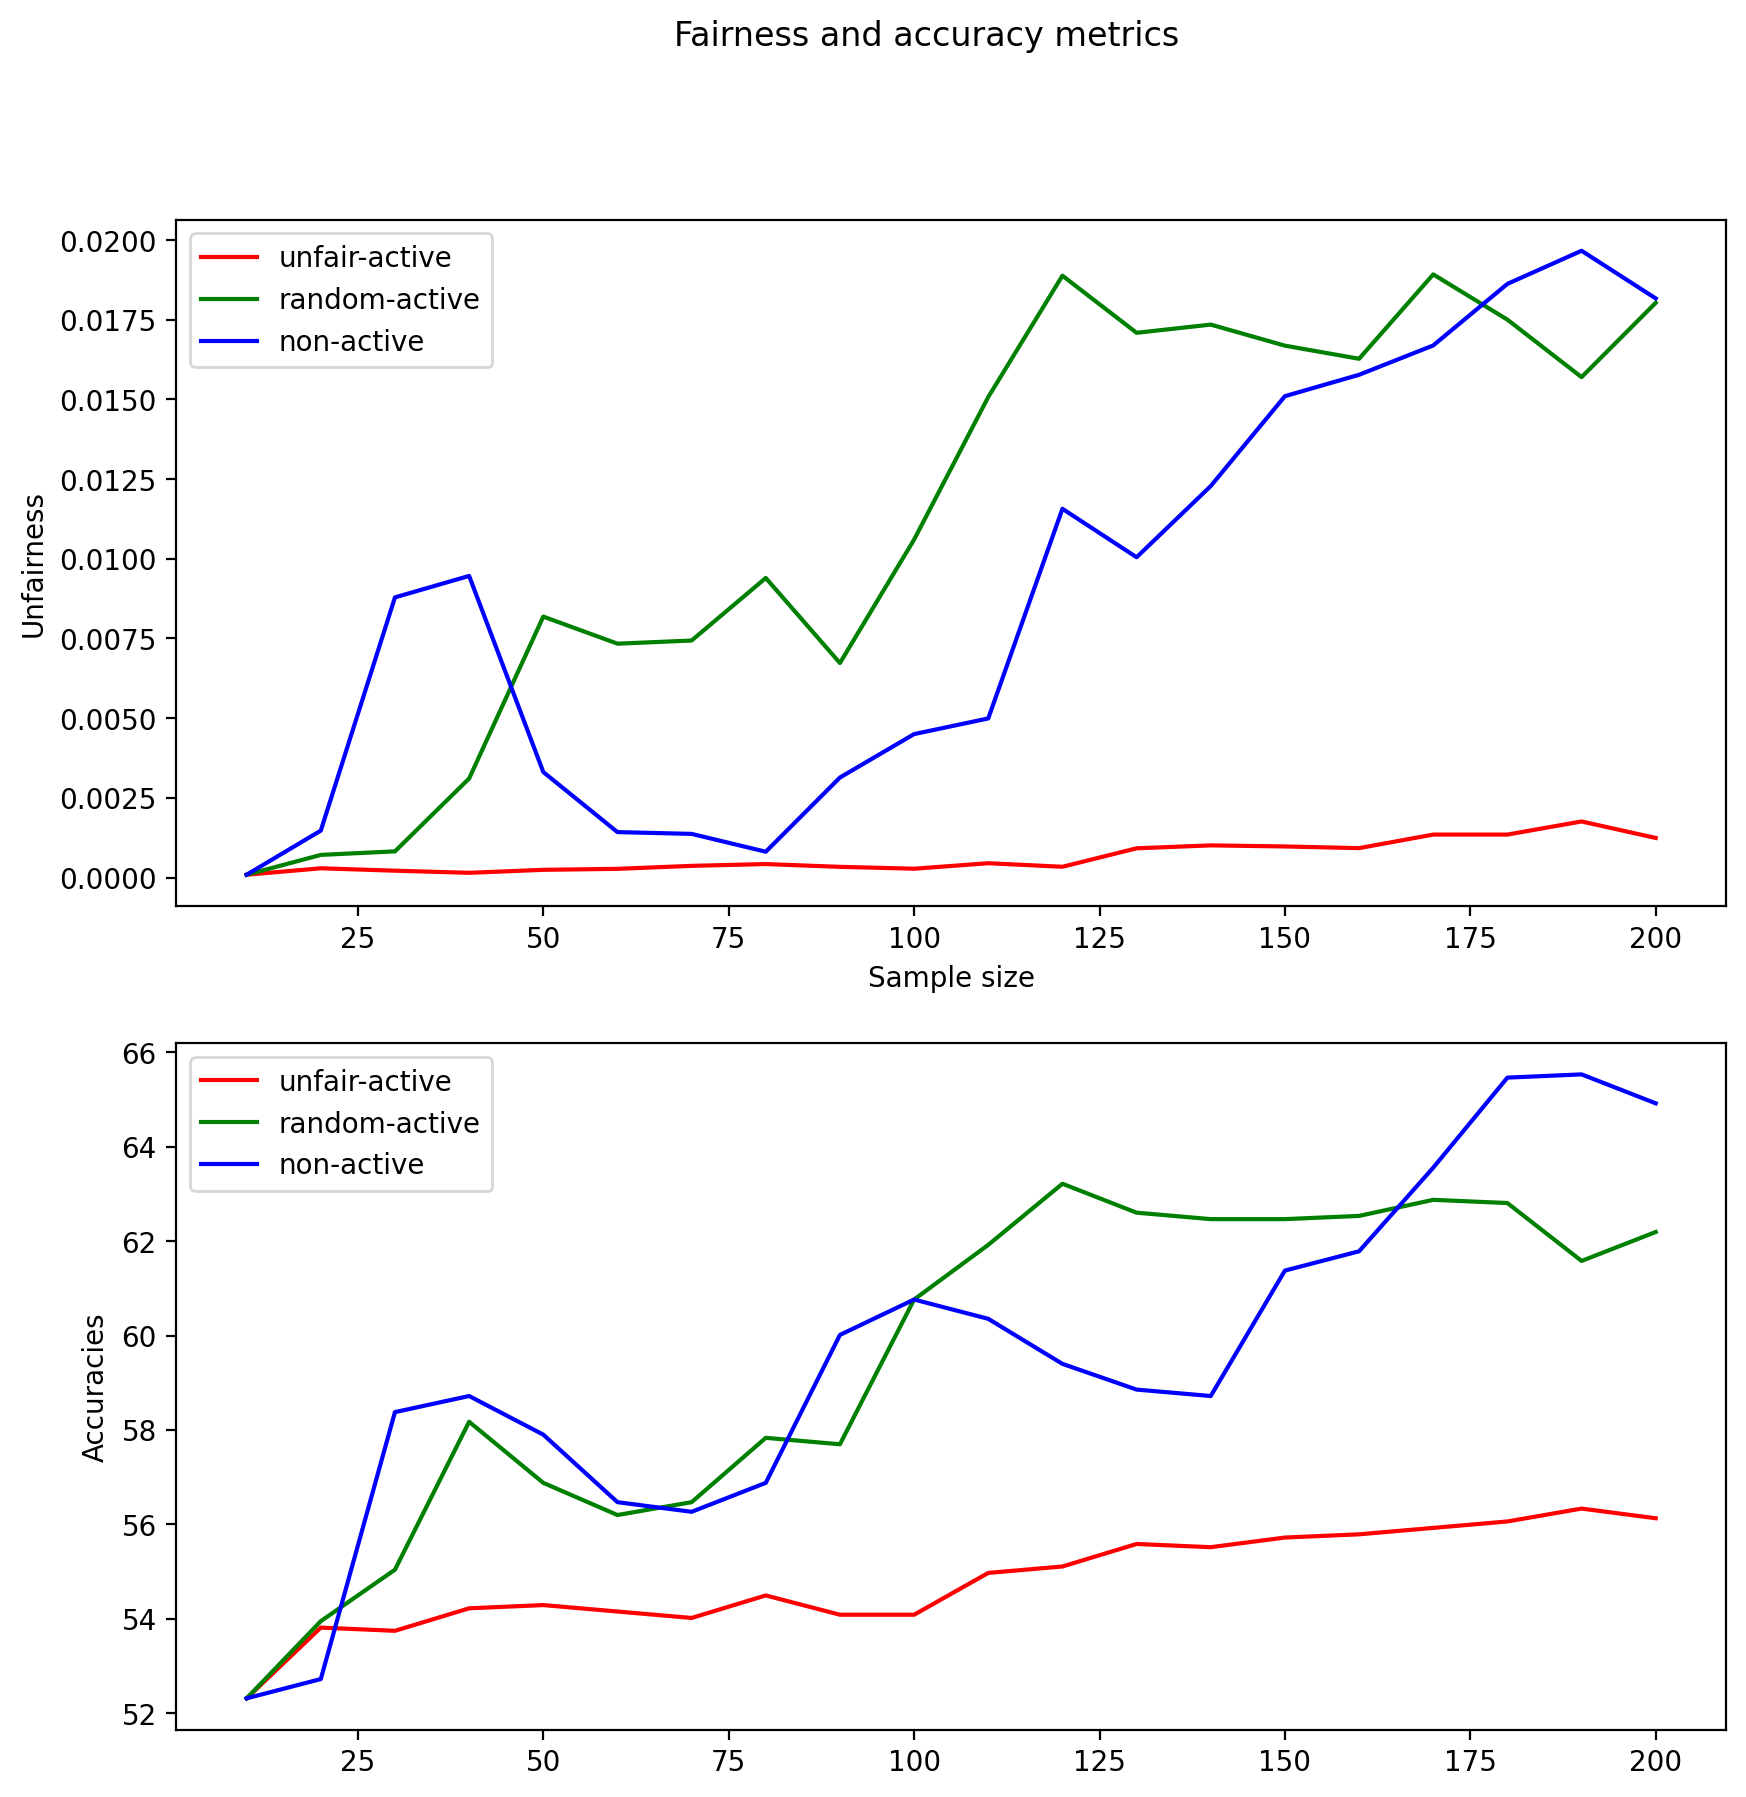 Fairness and accuracy metrics
0.0200
0.0175
0.0150
0.0125
0.0100
0.0075
0.0050
0.0025
0.0000
Unfairness
unfair-active
random-active
non-active
25 50 75 100 125 150 175 200
Sample size
66
64
62
60
58
56
54
52
Accuracies
unfair-active
random-active
non-active
25 50 75 100 125 150 175 200